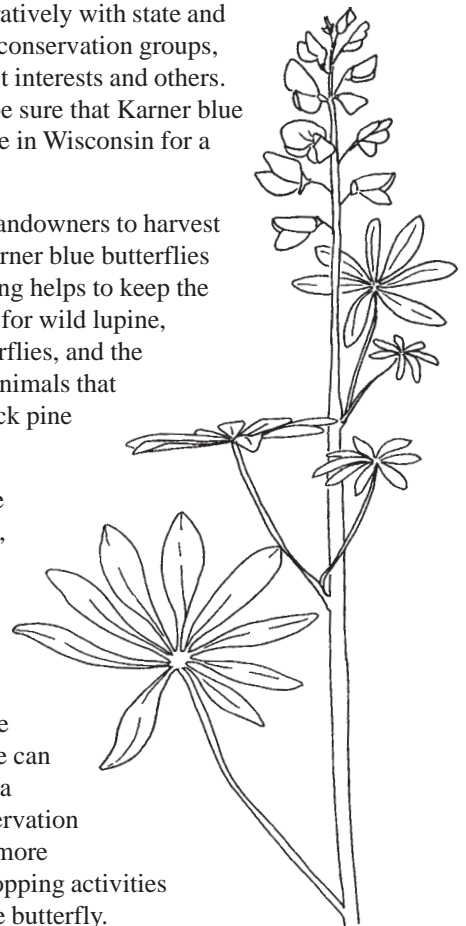 ratively with state and
conservation groups,
t interests and others.
be sure that Karner blue
e in Wisconsin for a
andowners to harvest
rner blue butterflies
ng helps to keep the
for wild lupine,
rflies, and the
nimals that
ck pine
e
,
e
e can
a
ervation
more
opping activities
e butterfly.